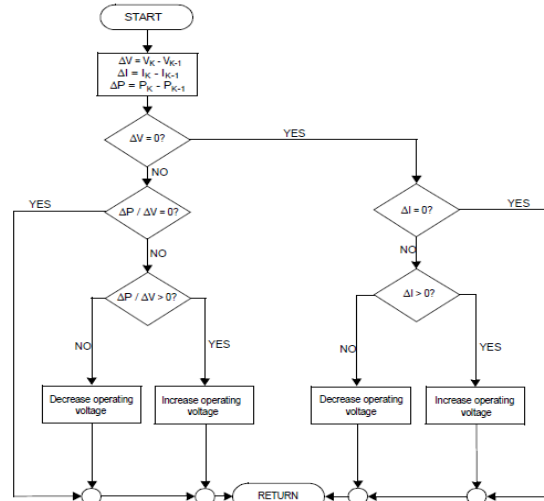 START
ΔV = V_K - V_K-1
ΔI = I_K - I_K-1
ΔP = P_K - P_K-1
ΔV = 0?
YES
NO
YES
ΔP / ΔV = 0?
ΔI = 0?
YES
NO
NO
ΔP / ΔV > 0?
ΔI > 0?
NO
YES
NO
YES
Decrease operating
voltage
Increase operating
voltage
Decrease operating
voltage
Increase operating
voltage
RETURN